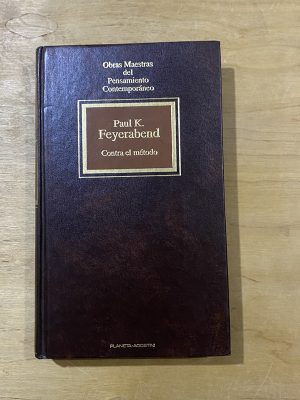 Obras Maestras
del
Pensamiento
Contemporáneo
Paul K.
Feyerabend
Contra el método
PLANETA-AGOSTINI